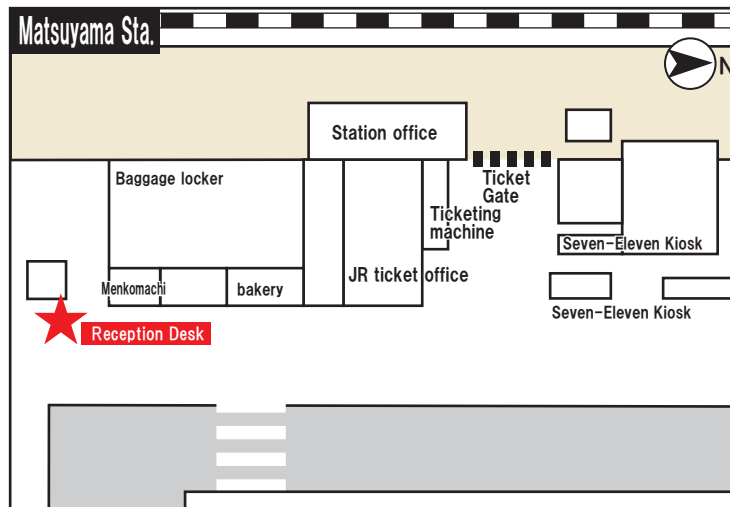 Matsuyama Sta.
N
Station office
Baggage locker
Ticket
Gate
Ticketing
machine
Seven-Eleven Kiosk
JR ticket office
Menkomachi
bakery
Seven-Eleven Kiosk
Reception Desk